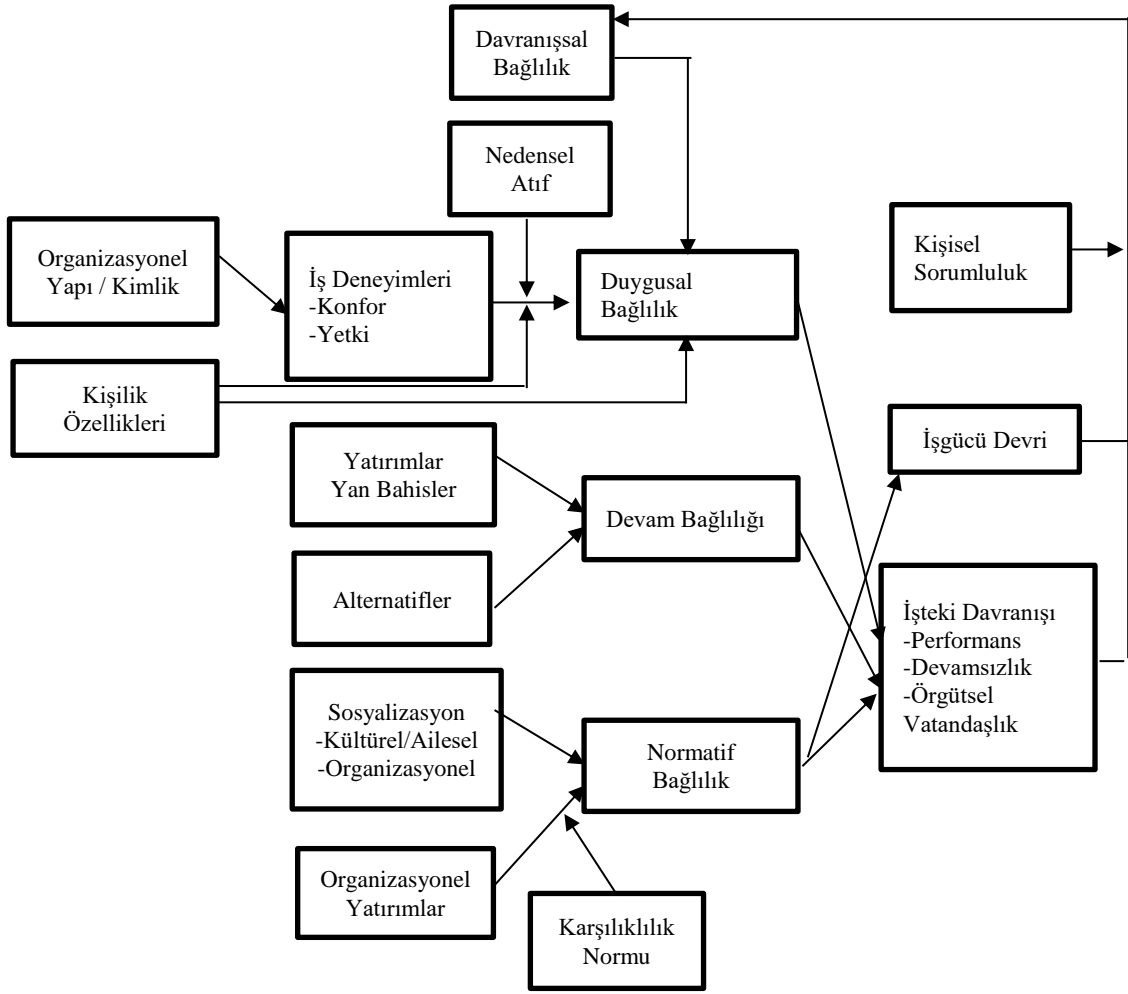 Davranışsal
Bağlılık
Nedensel
Atıf
Organizasyonel
Yapı / Kimlik
İş Deneyimleri
-Konfor
-Yetki
Duygusal
Bağlılık
Kişisel
Sorumluluk
Kişilik
Özellikleri
Yatırımlar
Yan Bahisler
Devam Bağlılığı
İşgücü Devri
Alternatifler
İşteki Davranışı
-Performans
-Devamsızlık
-Örgütsel
Vatandaşlık
Sosyalizasyon
-Kültürel/Ailesel
-Organizasyonel
Normatif
Bağlılık
Organizasyonel
Yatırımlar
Karşılıklılık
Normu